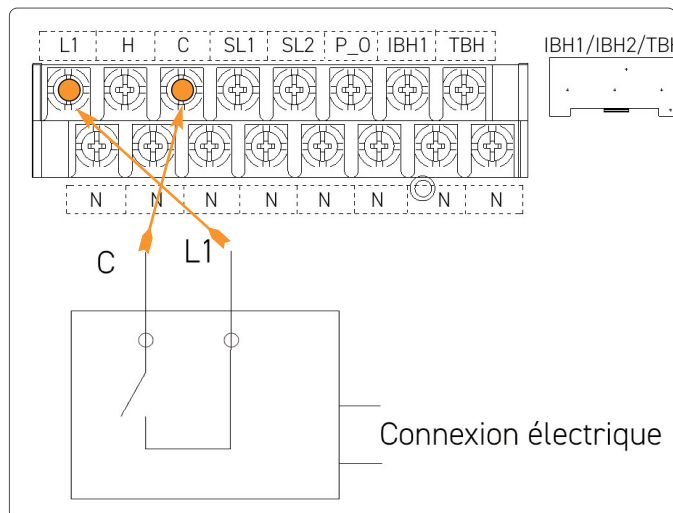 L1 H C SL1 SL2 P_O IBH1 TBH IBH1/IBH2/TBH
N N N N N N N N
C L1
Connexion électrique